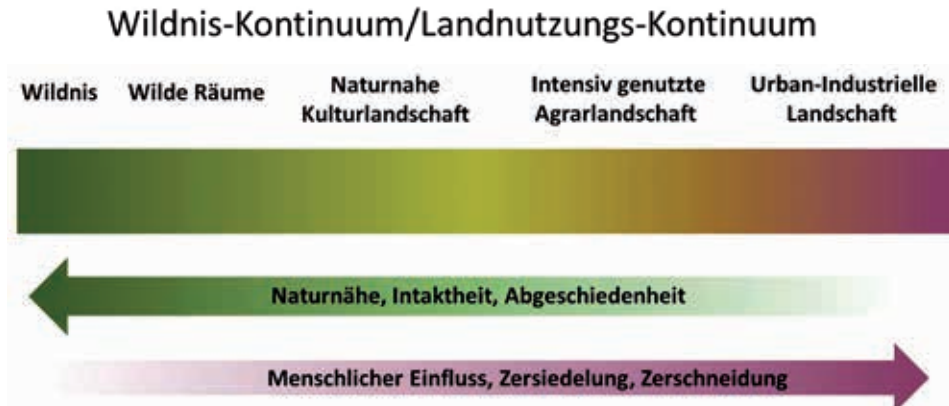 Wildnis-Kontinuum/Landnutzungs-Kontinuum
Wildnis
Wilde Räume
Naturnahe
Kulturlandschaft
Intensiv genutzte
Agrarlandschaft
Urban-Industrielle
Landschaft
Naturnähe, Intaktheit, Abgeschiedenheit
Menschlicher Einfluss, Zersiedelung, Zerschneidung